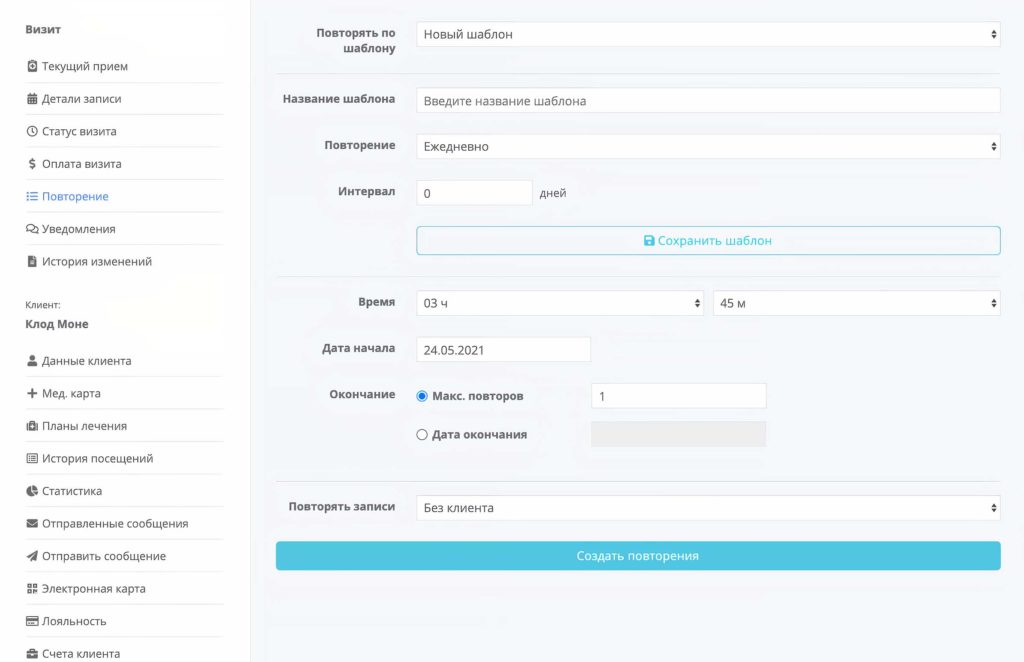 Визит
Текущий прием
Детали записи
Статус визита
Оплата визита
Повторение
Уведомления
История изменений
Клиент:
Клод Моне
Данные клиента
Мед. карта
Планы лечения
История посещений
Статистика
Отправленные сообщения
Отправить сообщение
Электронная карта
Лояльность
Счета клиента
Повторять по
шаблону
Новый шаблон
Название шаблона
Введите название шаблона
Повторение
Ежедневно
Интервал
0
дней
Сохранить шаблон
Время
03 ч
45 м
Дата начала
24.05.2021
Окончание
Макс. повторов
1
Дата окончания
Повторять записи
Без клиента
Создать повторения